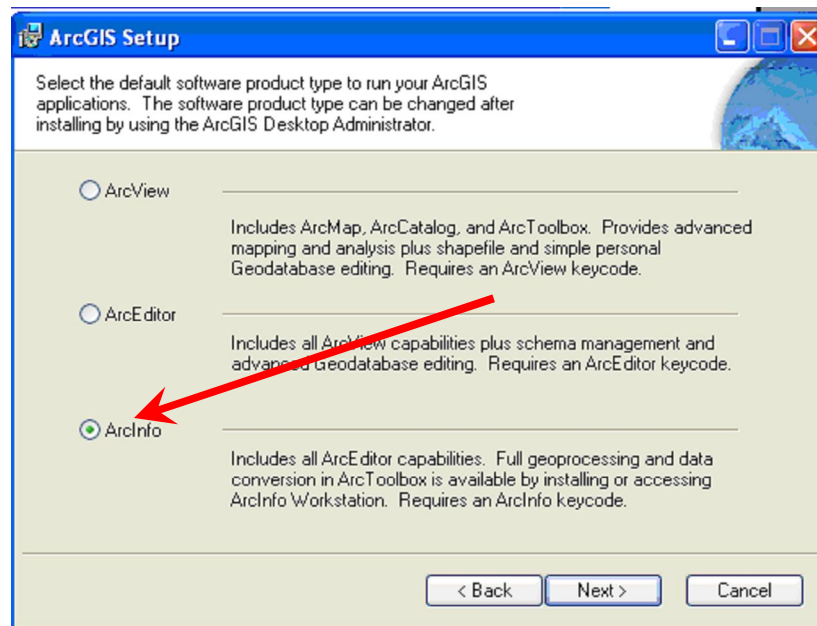 ArcGIS Setup
Select the default software product type to run your ArcGIS
applications. The software product type can be changed after
installing by using the ArcGIS Desktop Administrator.
ArcView
Includes ArcMap, ArcCatalog, and ArcToolbox. Provides advanced
mapping and analysis plus shapefile and simple personal
Geodatabase editing. Requires an ArcView keycode.
ArcEditor
Includes all ArcView capabilities plus schema management and
advanced Geodatabase editing. Requires an ArcEditor keycode.
ArcInfo
Includes all ArcEditor capabilities. Full geoprocessing and data
conversion in ArcToolbox is available by installing or accessing
ArcInfo Workstation. Requires an ArcInfo keycode.
< Back Next > Cancel